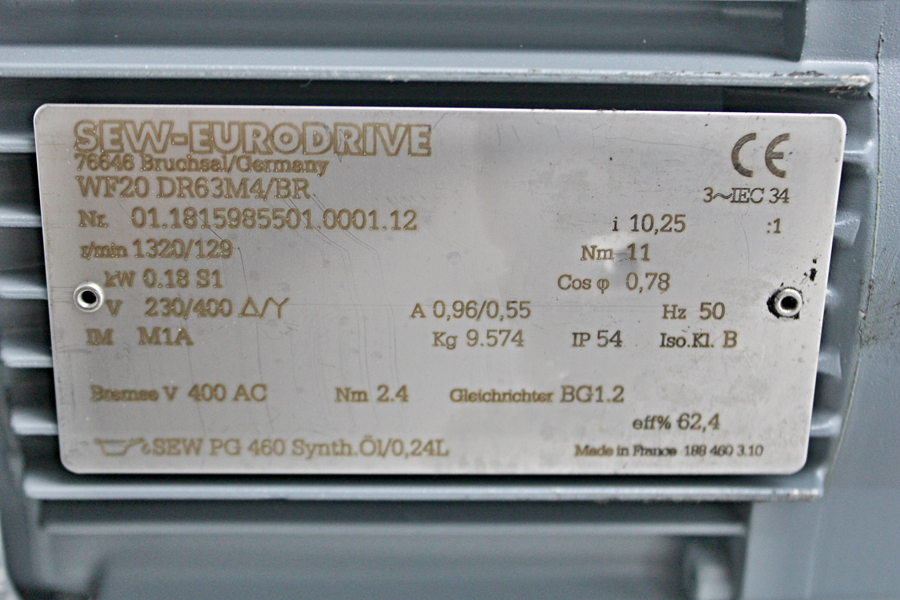 SEW-EURODRIVE
76646 Bruchsal/Germany
WF20 DR63M4/BR
CE
3~IEC 34
Nr. 01.1815985501.0001.12
i 10,25 :1
r/min 1320/129
Nm 11
kW 0.18 S1
Cos φ 0,78
V 230/400 Δ/Y
A 0,96/0,55
Hz 50
IM M1A
Kg 9.574
IP 54
Iso.Kl. B
Bremse V 400 AC
Nm 2.4
Gleichrichter BG1.2
eff% 62,4
SEW PG 460 Synth.Öl/0,24L
Made in France 188 460 3.10